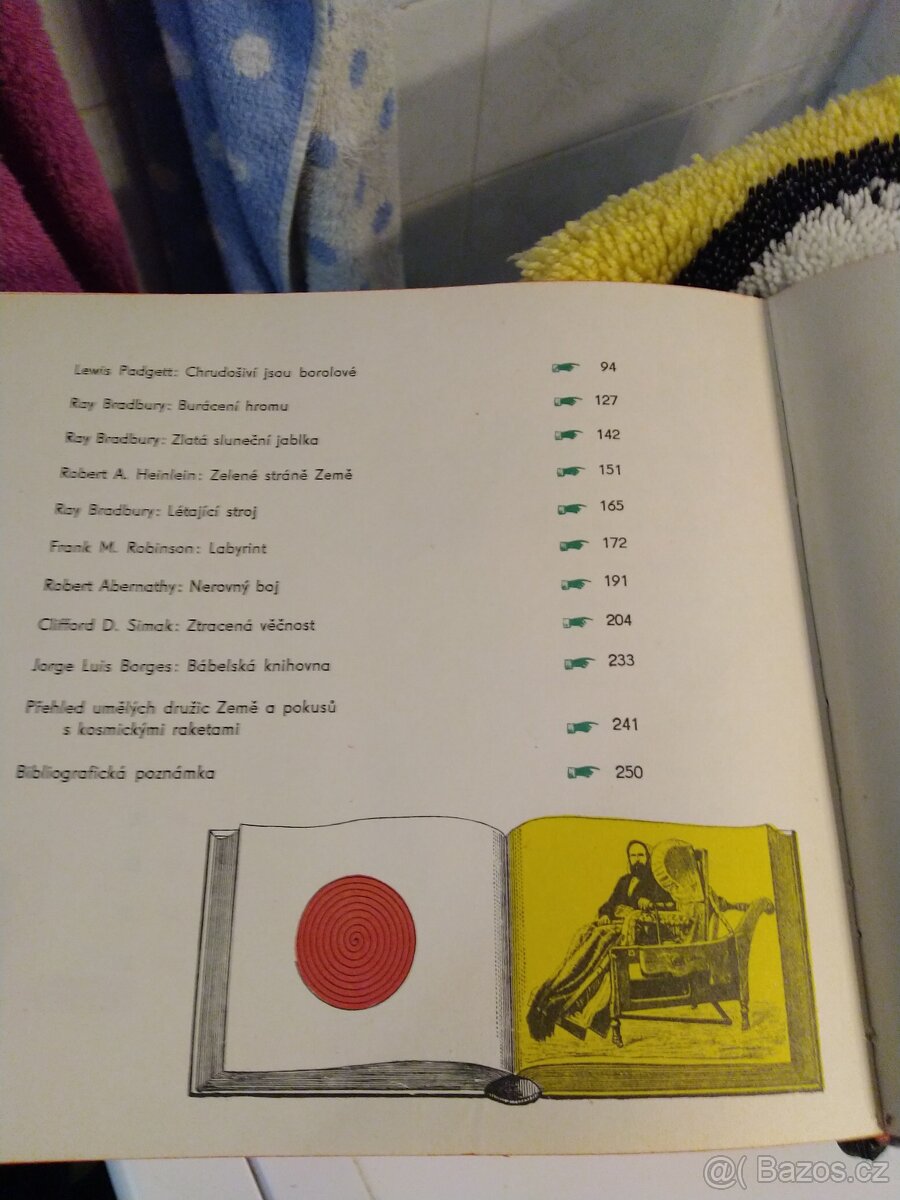 Lewis Padgett: Chrudošiví jsou borolové 94
Ray Bradbury: Burácení hromu 127
Ray Bradbury: Zlatá sluneční jablka 142
Robert A. Heinlein: Zelené stráně Země 151
Ray Bradbury: Létající stroj 165
Frank M. Robinson: Labyrint 172
Robert Abernathy: Nerovný boj 191
Clifford D. Simak: Ztracená věčnost 204
Jorge Luis Borges: Bábelská knihovna 233
Přehled umělých družic Země a pokusů
s kosmickými raketami 241
Bibliografická poznámka 250
@( Bazos.cz